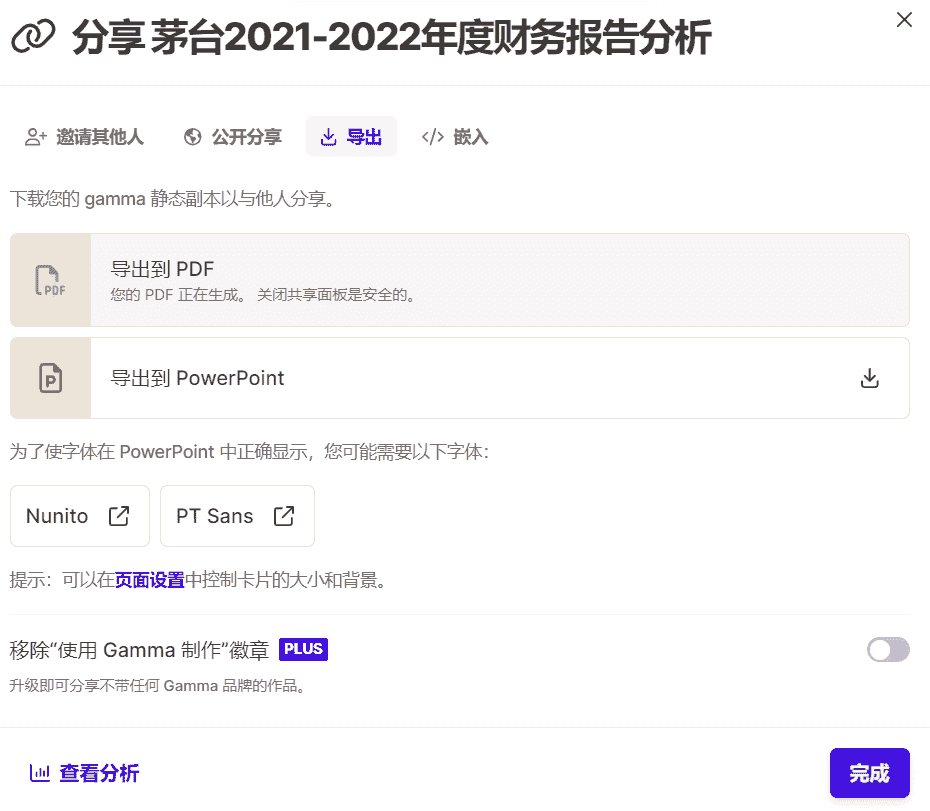 分享 茅台2021-2022年度财务报告分析
邀请其他人 公开分享 导出 嵌入
下载您的 gamma 静态副本以与他人分享。
导出到 PDF
PDF
您的 PDF 正在生成。 关闭共享面板是安全的。
P
导出到 PowerPoint
为了使字体在 PowerPoint 中正确显示，您可能需要以下字体：
Nunito PT Sans
提示：可以在页面设置中控制卡片的大小和背景。
移除“使用 Gamma 制作”徽章 PLUS
升级即可分享不带任何 Gamma 品牌的作品。
查看分析 完成